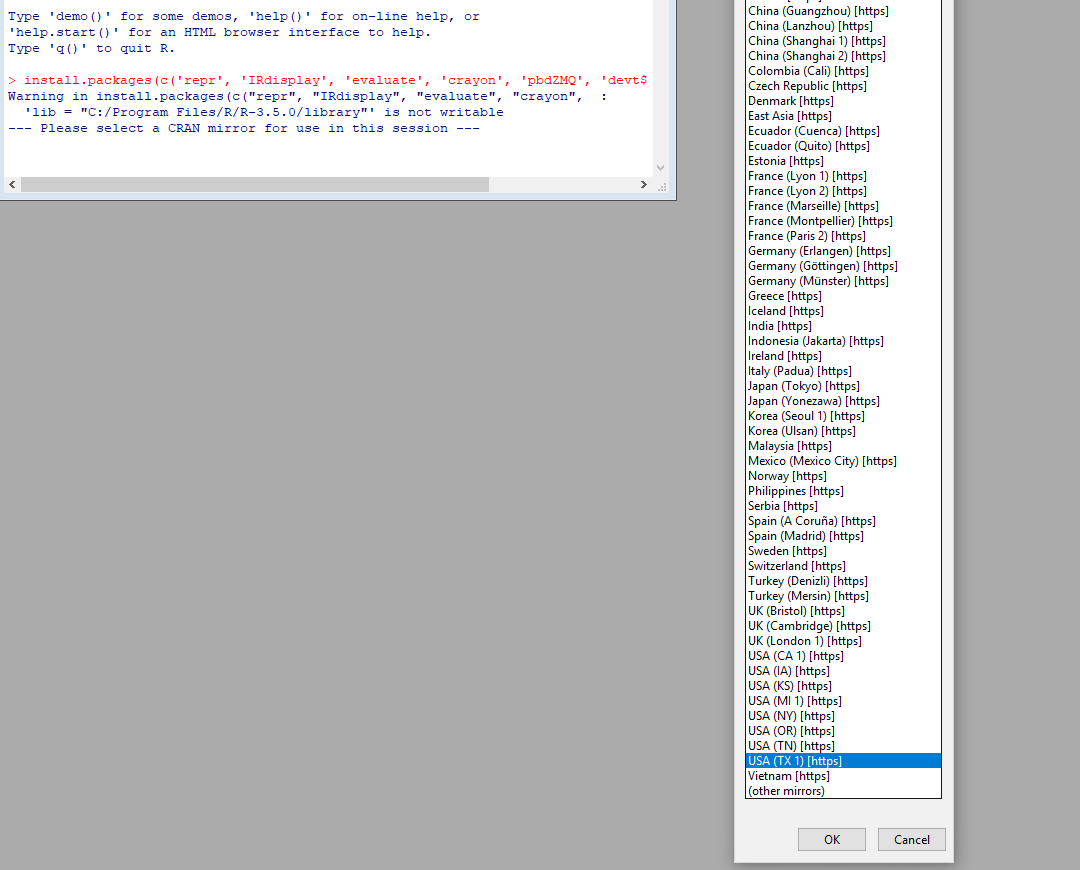 Type 'demo()' for some demos, 'help()' for on-line help, or
'help.start()' for an HTML browser interface to help.
Type 'q()' to quit R.
> install.packages(c('repr', 'IRdisplay', 'evaluate', 'crayon', 'pbdZMQ', 'devt$
Warning in install.packages(c("repr", "IRdisplay", "evaluate", "crayon",  :
  'lib = "C:/Program Files/R/R-3.5.0/library"' is not writable
--- Please select a CRAN mirror for use in this session ---
China (Guangzhou) [https]
China (Lanzhou) [https]
China (Shanghai 1) [https]
China (Shanghai 2) [https]
Colombia (Cali) [https]
Czech Republic [https]
Denmark [https]
East Asia [https]
Ecuador (Cuenca) [https]
Ecuador (Quito) [https]
Estonia [https]
France (Lyon 1) [https]
France (Lyon 2) [https]
France (Marseille) [https]
France (Montpellier) [https]
France (Paris 2) [https]
Germany (Erlangen) [https]
Germany (Göttingen) [https]
Germany (Münster) [https]
Greece [https]
Iceland [https]
India [https]
Indonesia (Jakarta) [https]
Ireland [https]
Italy (Padua) [https]
Japan (Tokyo) [https]
Japan (Yonezawa) [https]
Korea (Seoul 1) [https]
Korea (Ulsan) [https]
Malaysia [https]
Mexico (Mexico City) [https]
Norway [https]
Philippines [https]
Serbia [https]
Spain (A Coruña) [https]
Spain (Madrid) [https]
Sweden [https]
Switzerland [https]
Turkey (Denizli) [https]
Turkey (Mersin) [https]
UK (Bristol) [https]
UK (Cambridge) [https]
UK (London 1) [https]
USA (CA 1) [https]
USA (IA) [https]
USA (KS) [https]
USA (MI 1) [https]
USA (NY) [https]
USA (OR) [https]
USA (TN) [https]
USA (TX 1) [https]
Vietnam [https]
(other mirrors)
OK
Cancel